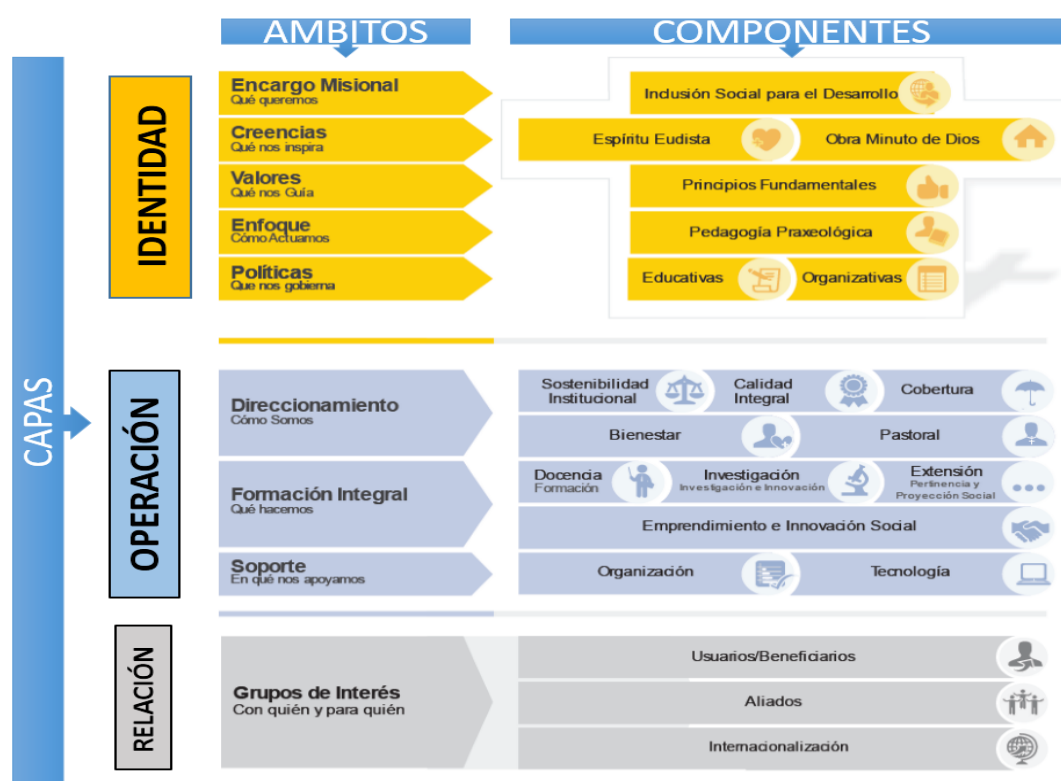 AMBITOS
COMPONENTES
CAPAS
IDENTIDAD
Encargo Misional
Qué queremos
Inclusión Social para el Desarrollo
Creencias
Qué nos inspira
Espíritu Eudista
Obra Minuto de Dios
Valores
Qué nos Guía
Principios Fundamentales
Enfoque
Cómo Actuamos
Pedagogía Praxeológica
Políticas
Que nos gobierna
Educativas
Organizativas
OPERACIÓN
Direccionamiento
Cómo Somos
Sostenibilidad
Institucional
Calidad
Integral
Cobertura
Bienestar
Pastoral
Formación Integral
Qué hacemos
Docencia
Formación
Investigación
Investigación e Innovación
Extensión
Pertinencia y
Proyección Social
Emprendimiento e Innovación Social
Soporte
En qué nos apoyamos
Organización
Tecnología
RELACIÓN
Grupos de Interés
Con quién y para quién
Usuarios/Beneficiarios
Aliados
Internacionalización